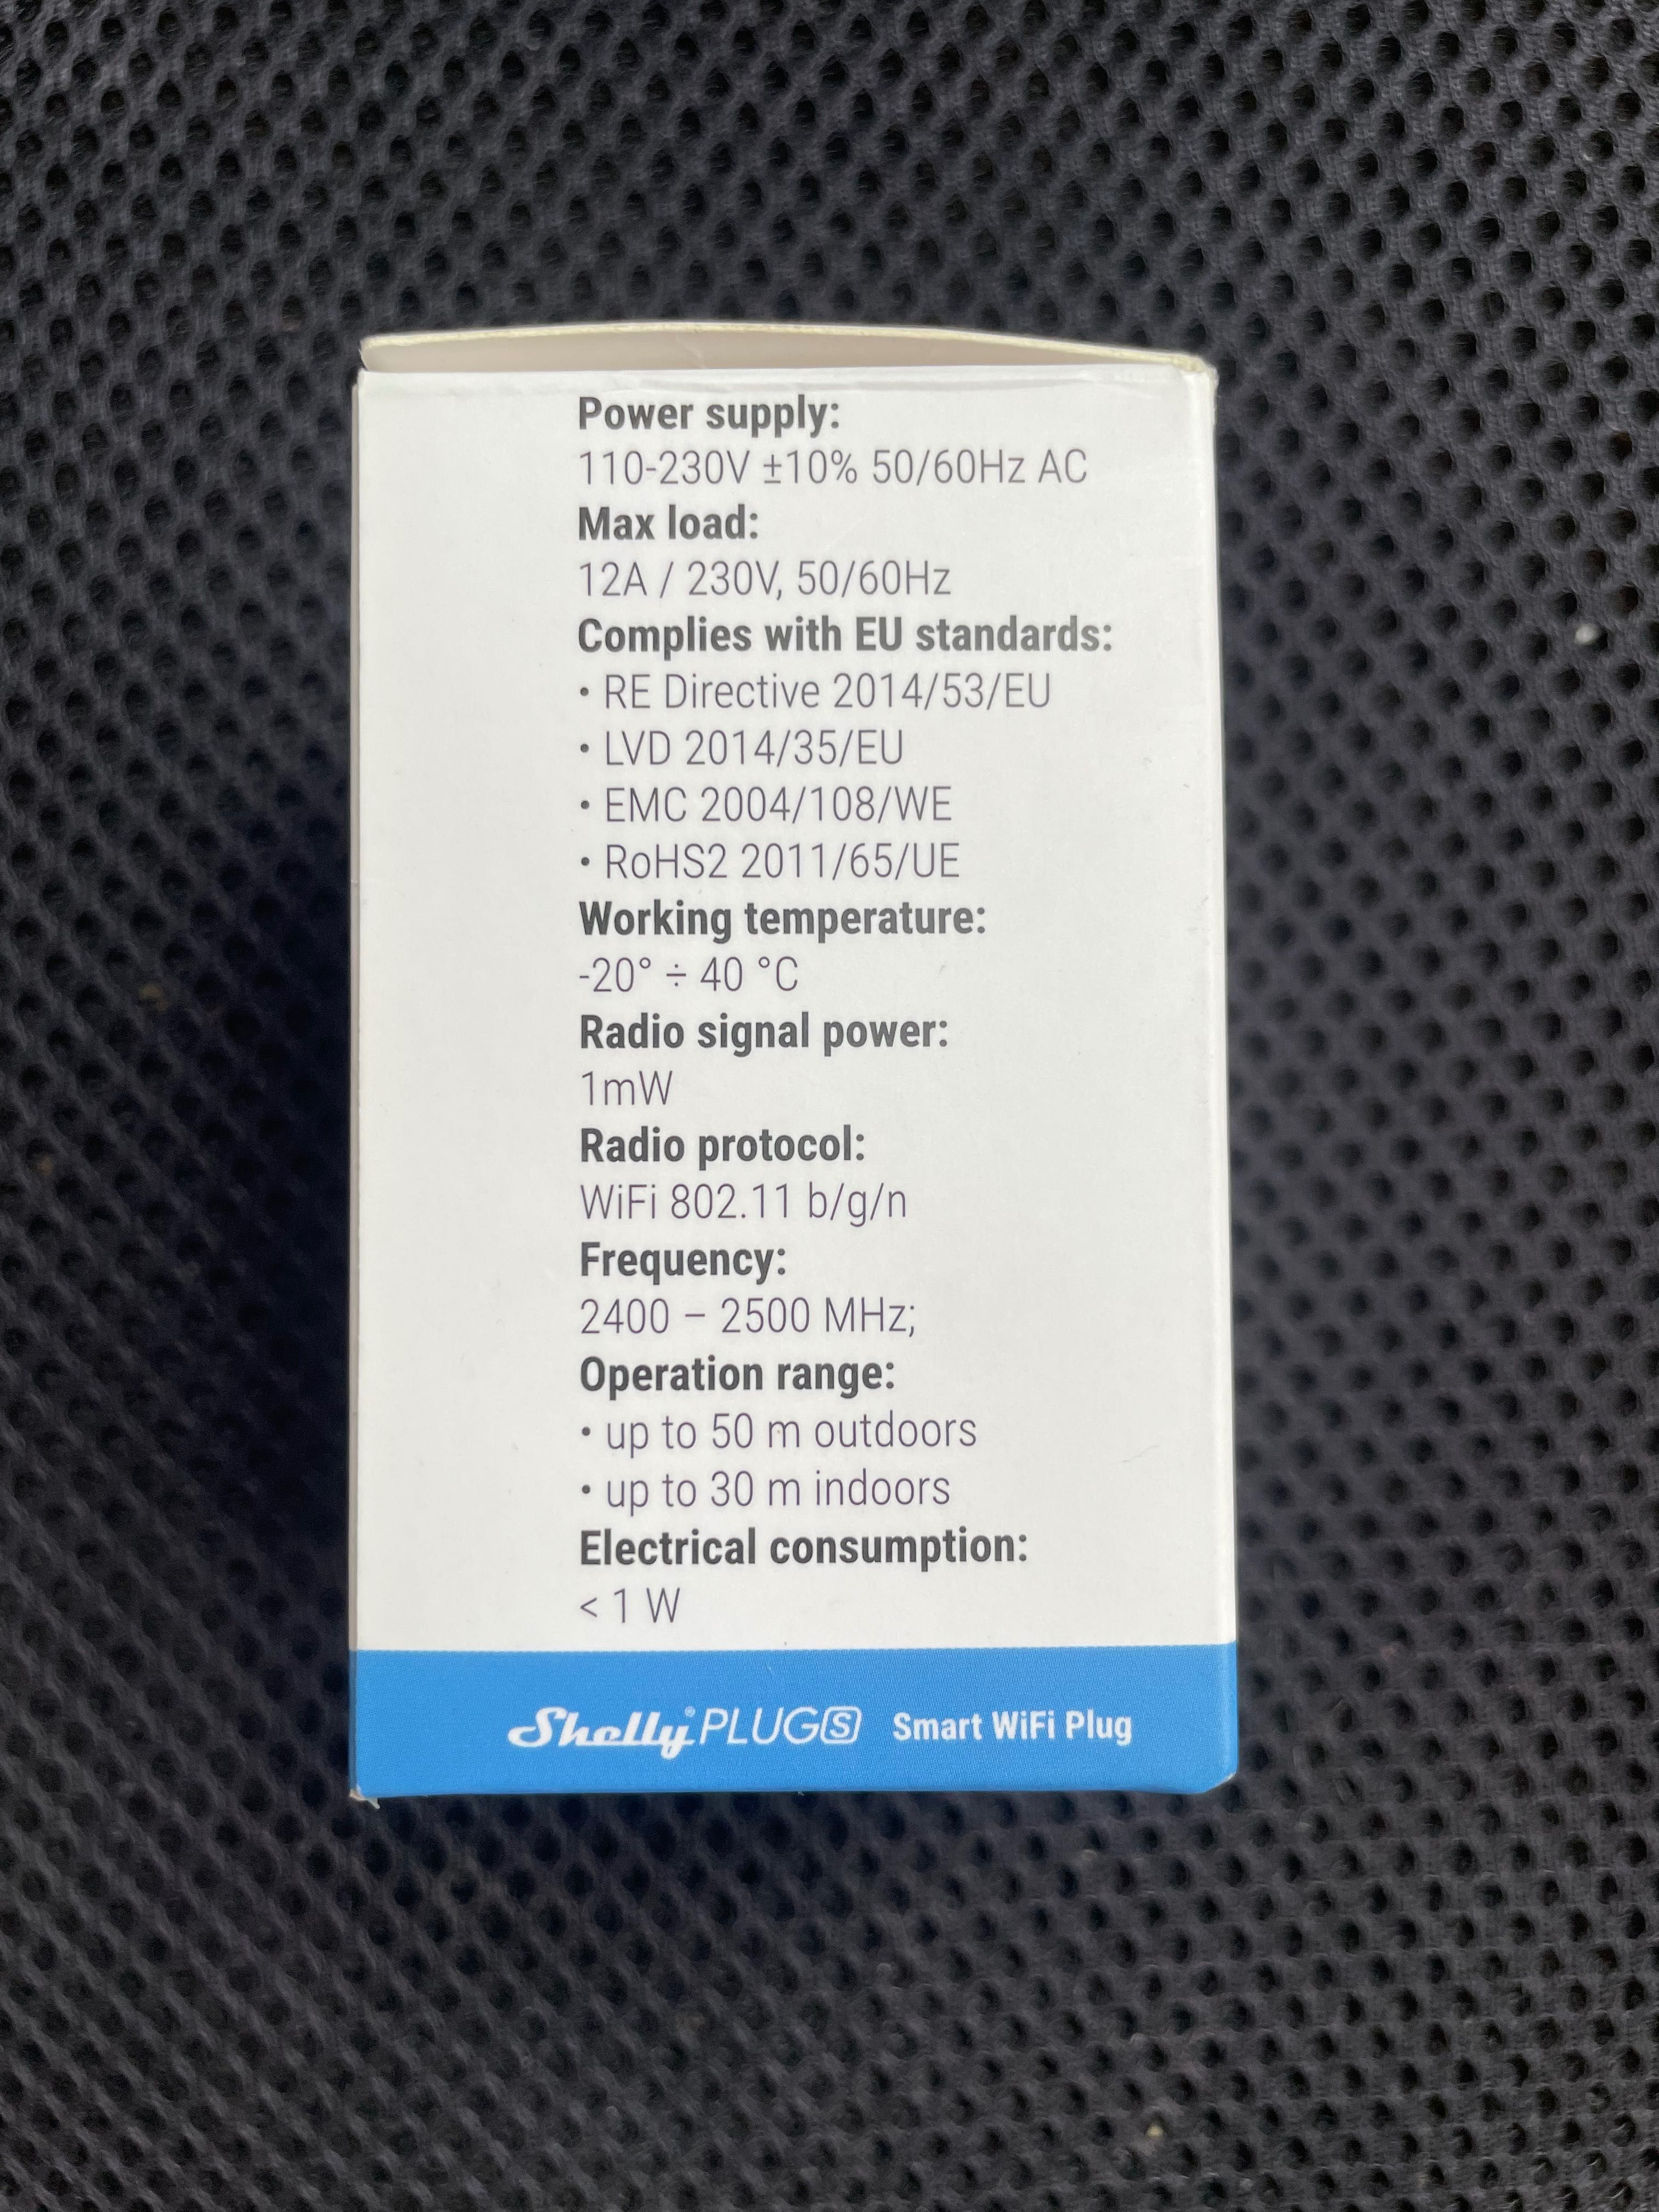 Power supply:
110-230V ±10% 50/60Hz AC
Max load:
12A / 230V, 50/60Hz
Complies with EU standards:
• RE Directive 2014/53/EU
• LVD 2014/35/EU
• EMC 2004/108/WE
• RoHS2 2011/65/UE
Working temperature:
-20° ÷ 40 °C
Radio signal power:
1mW
Radio protocol:
WiFi 802.11 b/g/n
Frequency:
2400 – 2500 MHz;
Operation range:
• up to 50 m outdoors
• up to 30 m indoors
Electrical consumption:
< 1 W
Shelly® PLUG S Smart WiFi Plug